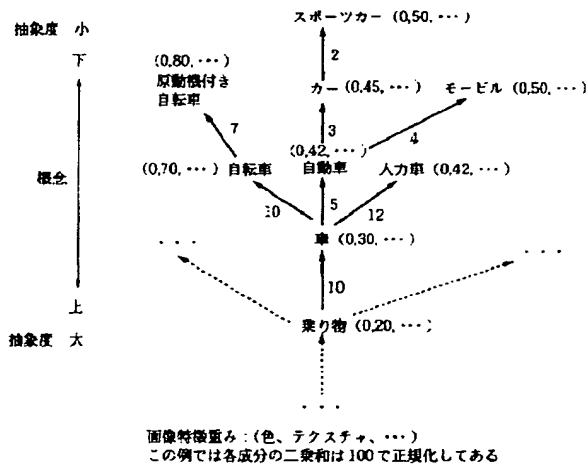 抽象度 小
下
スポーツカー (0,50, ···)
2
(0,80, ···)
原動機付き
自転車
カー (0,45, ···)
モービル (0,50, ···)
7
3
4
(0,42, ···)
(0,70, ···) 自転車
自動車
人力車 (0,42, ···)
概念
10
5
12
車 (0,30, ···)
···
···
10
上
抽象度 大
乗り物 (0,20, ···)
···
画像特徴重み:(色、テクスチャ、···)
この例では各成分の二乗和は100で正規化してある